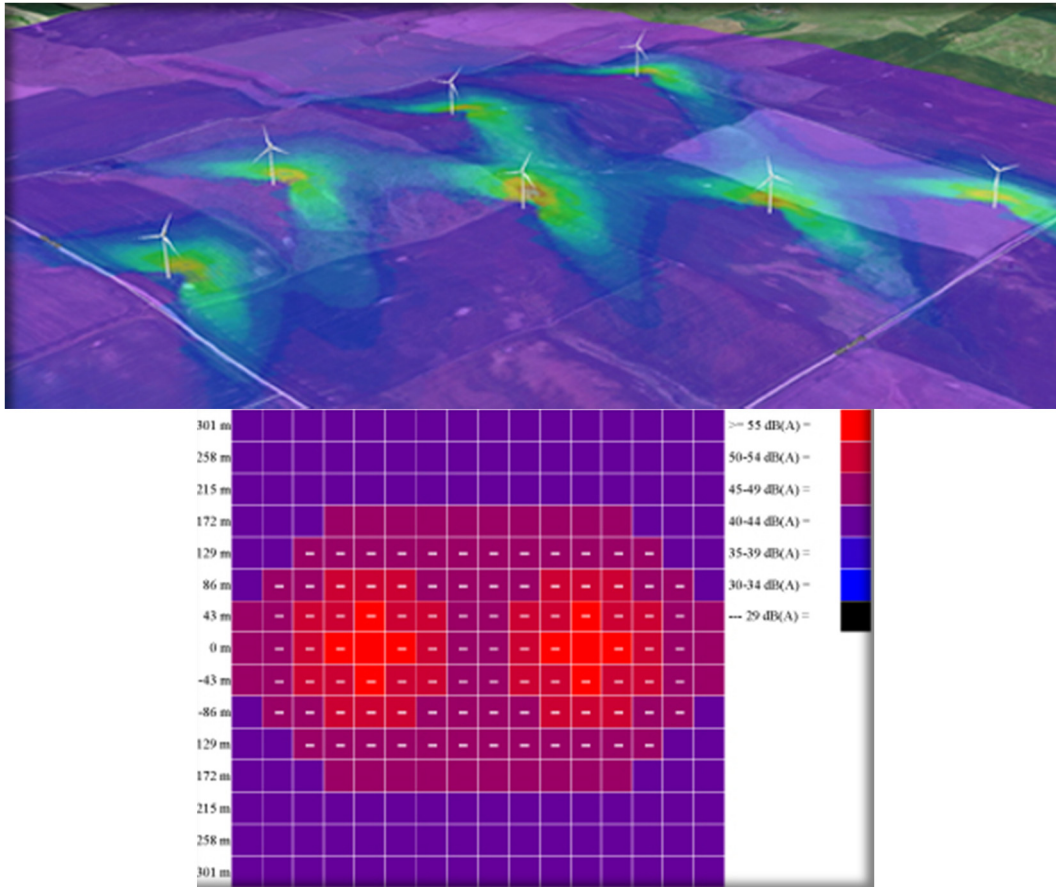 301 m >= 55 dB(A) =
258 m 50-54 dB(A) =
215 m 45-49 dB(A) =
172 m 40-44 dB(A) =
129 m 35-39 dB(A) =
86 m 30-34 dB(A) =
43 m --- 29 dB(A) =
0 m
-43 m
-86 m
129 m
172 m
215 m
258 m
301 m